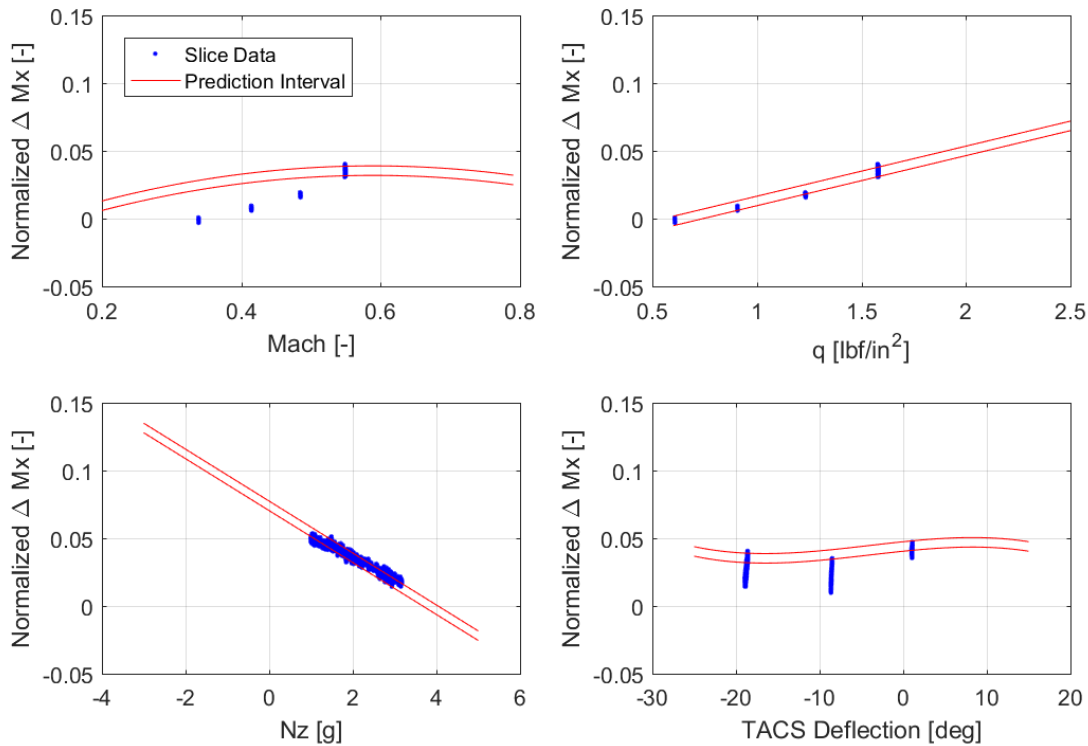 0.15
0.1
0.05
0
-0.05
Normalized Δ Mx [-]
Slice Data
Prediction Interval
0.2 0.4 0.6 0.8
Mach [-]
0.15
0.1
0.05
0
-0.05
Normalized Δ Mx [-]
0.5 1 1.5 2 2.5
q [lbf/in²]
0.15
0.1
0.05
0
-0.05
Normalized Δ Mx [-]
-4 -2 0 2 4 6
Nz [g]
0.15
0.1
0.05
0
-0.05
Normalized Δ Mx [-]
-30 -20 -10 0 10 20
TACS Deflection [deg]